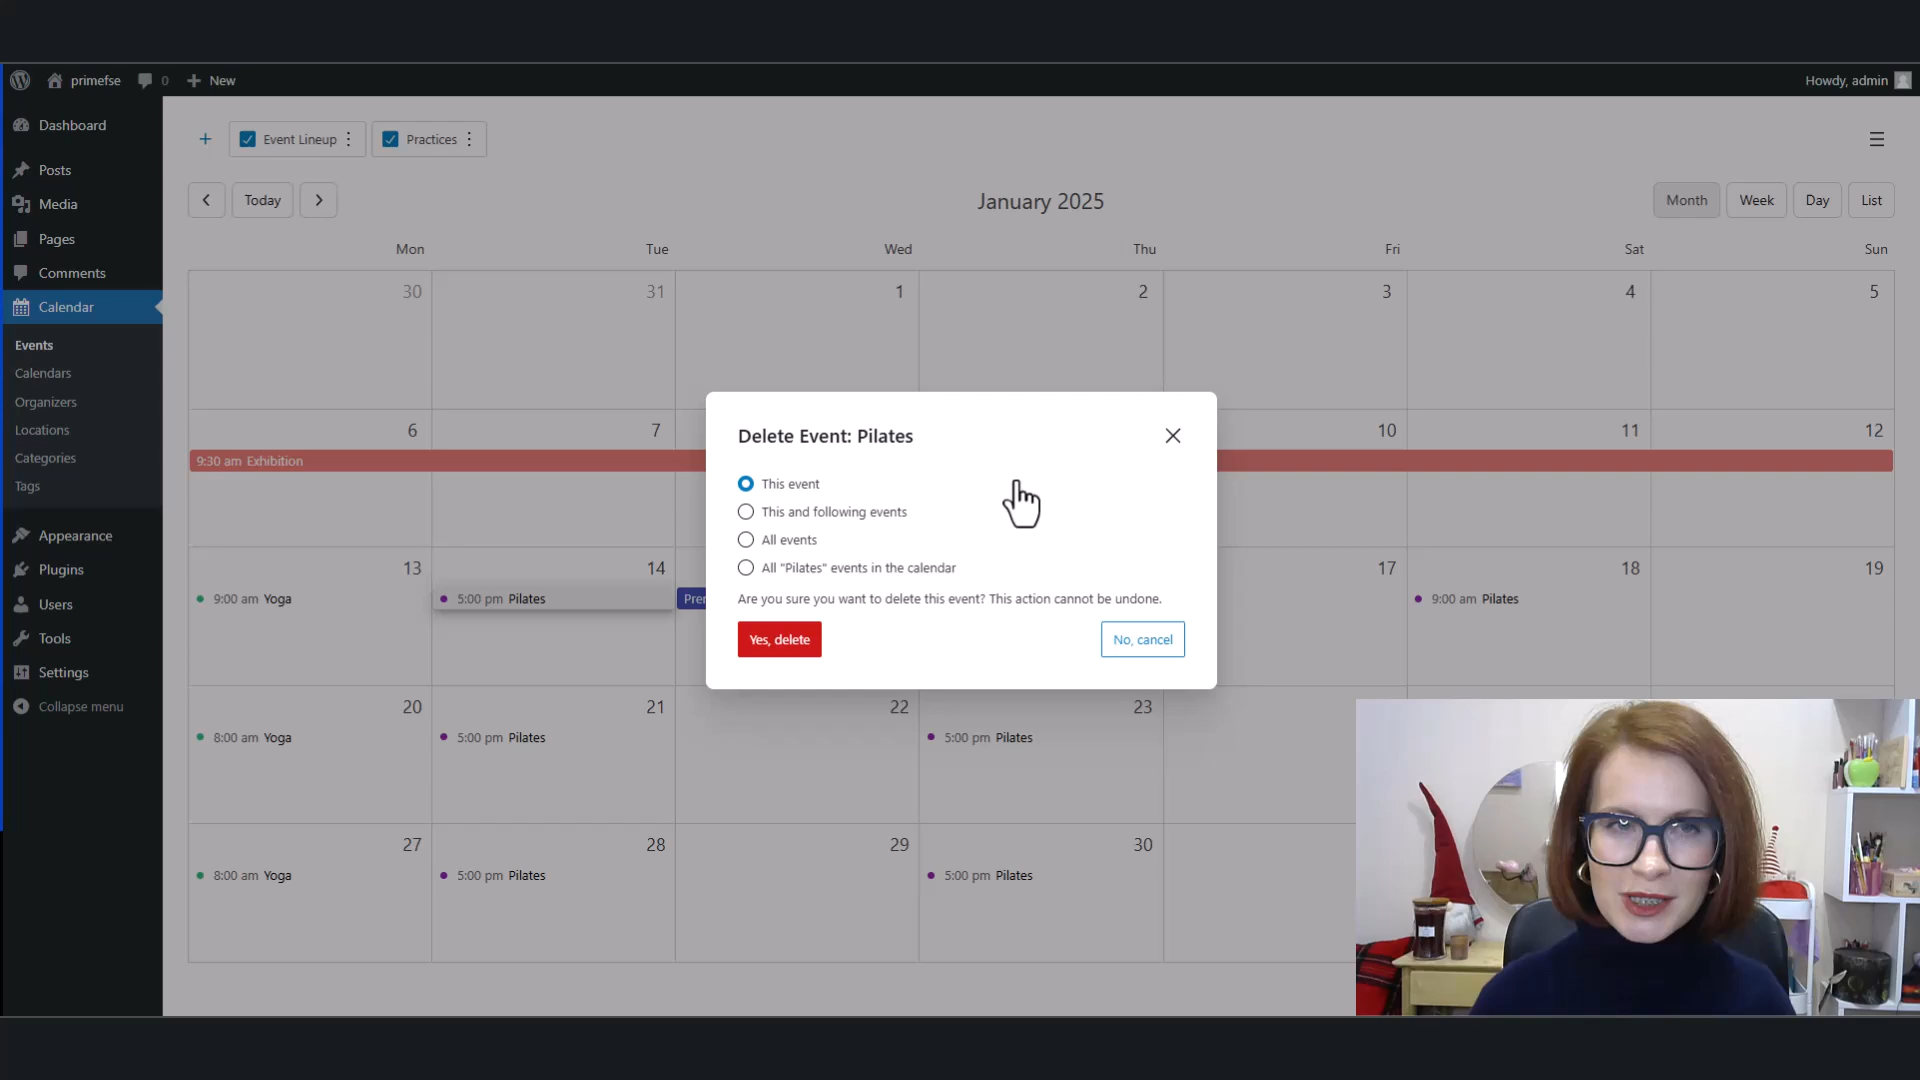 primefse 0 New Howdy, admin
Dashboard
Posts
Media
Pages
Comments
Calendar
Events
Calendars
Organizers
Locations
Categories
Tags
Appearance
Plugins
Users
Tools
Settings
Collapse menu
Event Lineup Practices
Today January 2025 Month Week Day List
Mon Tue Wed Thu Fri Sat Sun
30 31 1 2 3 4 5
6 7 10 11 12
9:30 am Exhibition
13 14 17 18 19
9:00 am Yoga 5:00 pm Pilates 9:00 am Pilates
20 21 22 23
8:00 am Yoga 5:00 pm Pilates 5:00 pm Pilates
27 28 29 30
8:00 am Yoga 5:00 pm Pilates 5:00 pm Pilates
Delete Event: Pilates
This event
This and following events
All events
All "Pilates" events in the calendar
Are you sure you want to delete this event? This action cannot be undone.
Yes, delete No, cancel